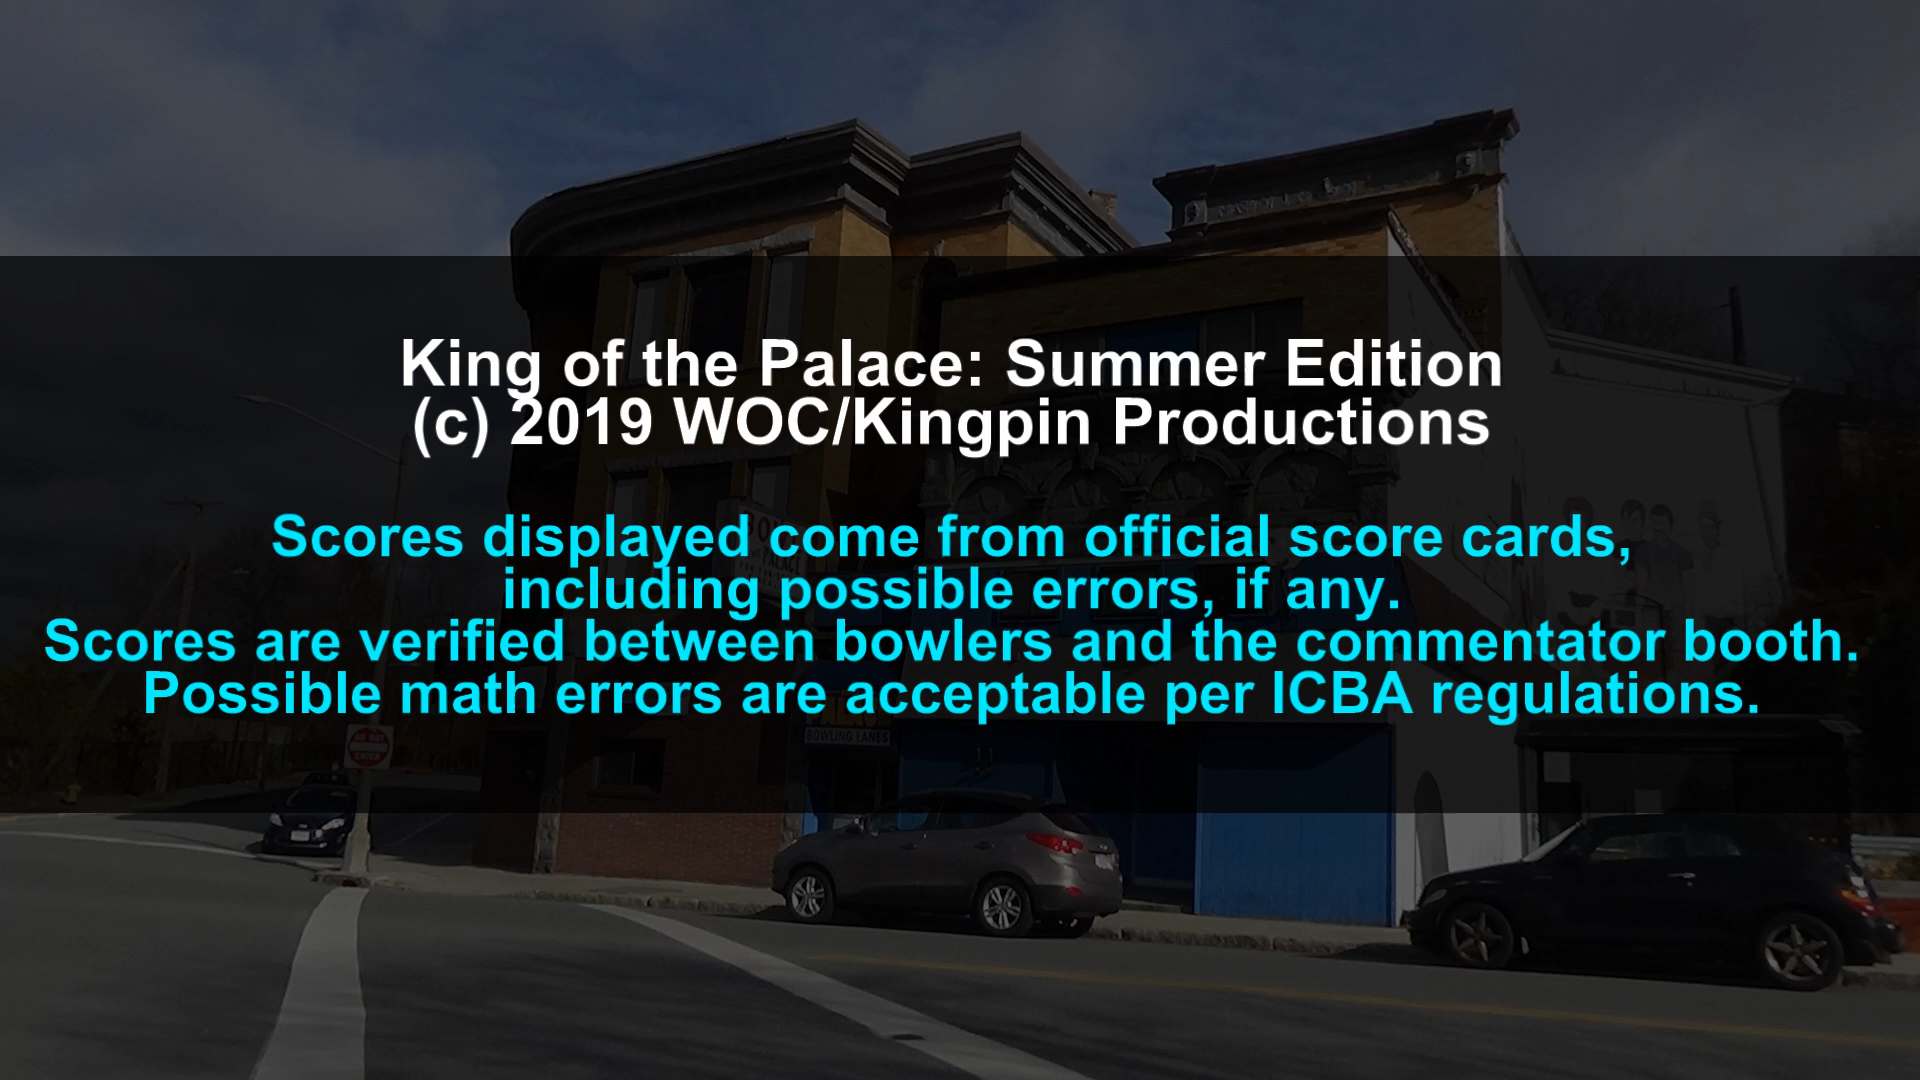 King of the Palace: Summer Edition
(c) 2019 WOC/Kingpin Productions
Scores displayed come from official score cards,
including possible errors, if any.
Scores are verified between bowlers and the commentator booth.
Possible math errors are acceptable per ICBA regulations.
BOWLING LANES